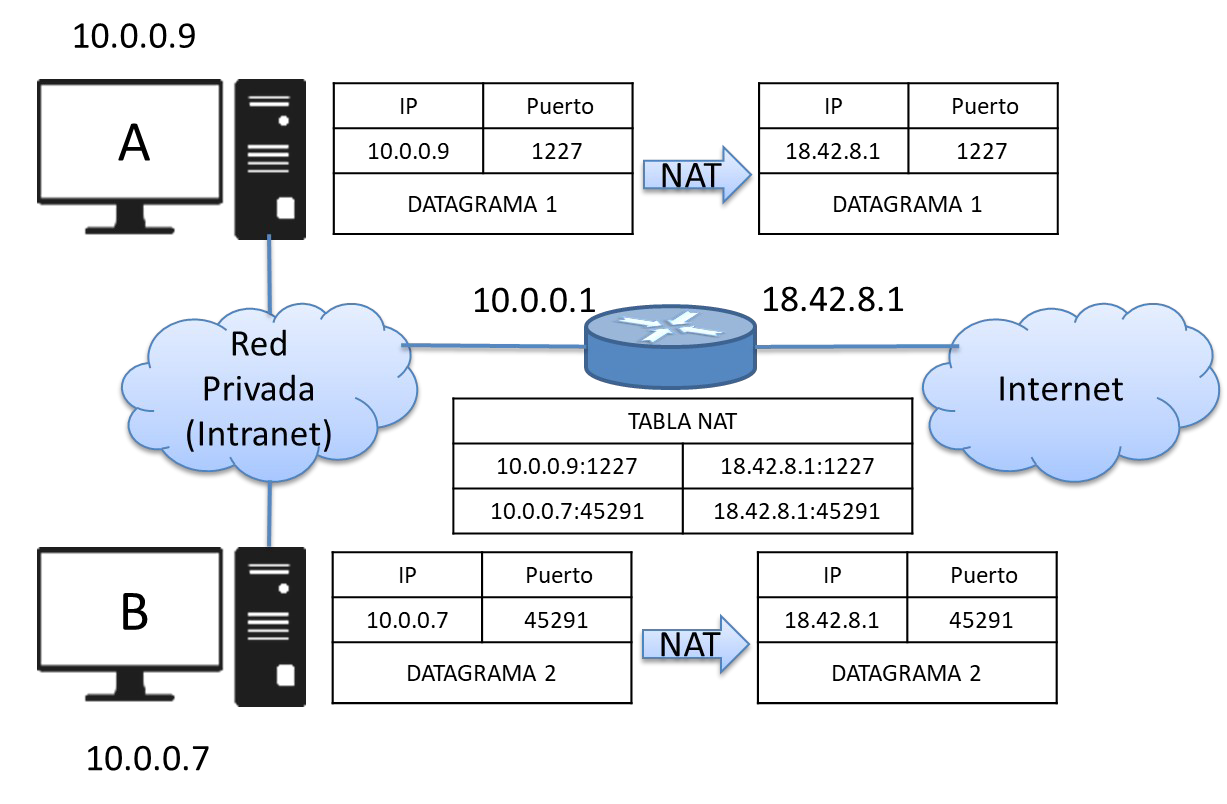 10.0.0.9
A
IP Puerto
10.0.0.9 1227
DATAGRAMA 1
NAT
IP Puerto
18.42.8.1 1227
DATAGRAMA 1
10.0.0.1
18.42.8.1
Red
Privada
(Intranet)
Internet
TABLA NAT
10.0.0.9:1227 18.42.8.1:1227
10.0.0.7:45291 18.42.8.1:45291
B
IP Puerto
10.0.0.7 45291
DATAGRAMA 2
NAT
IP Puerto
18.42.8.1 45291
DATAGRAMA 2
10.0.0.7